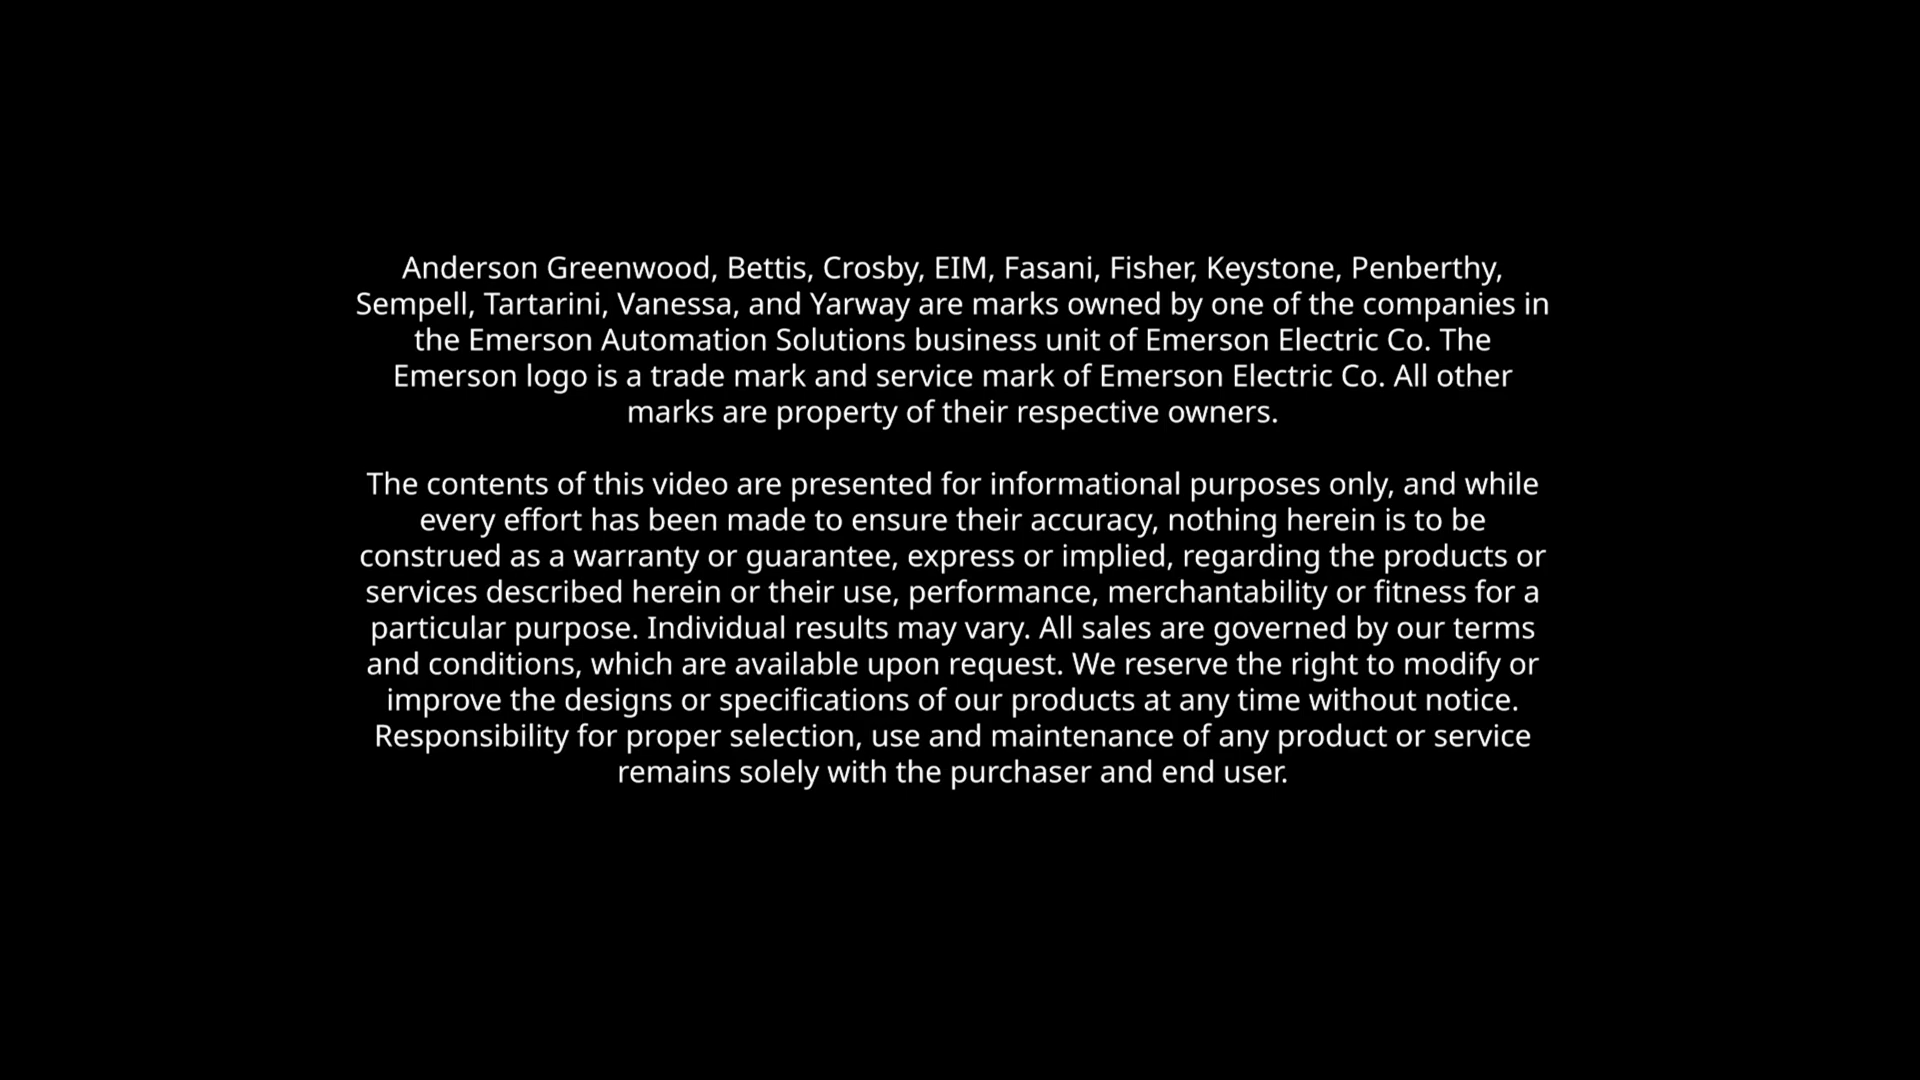 Anderson Greenwood, Bettis, Crosby, EIM, Fasani, Fisher, Keystone, Penberthy,
Sempell, Tartarini, Vanessa, and Yarway are marks owned by one of the companies in
the Emerson Automation Solutions business unit of Emerson Electric Co. The
Emerson logo is a trade mark and service mark of Emerson Electric Co. All other
marks are property of their respective owners.
The contents of this video are presented for informational purposes only, and while
every effort has been made to ensure their accuracy, nothing herein is to be
construed as a warranty or guarantee, express or implied, regarding the products or
services described herein or their use, performance, merchantability or fitness for a
particular purpose. Individual results may vary. All sales are governed by our terms
and conditions, which are available upon request. We reserve the right to modify or
improve the designs or specifications of our products at any time without notice.
Responsibility for proper selection, use and maintenance of any product or service
remains solely with the purchaser and end user.